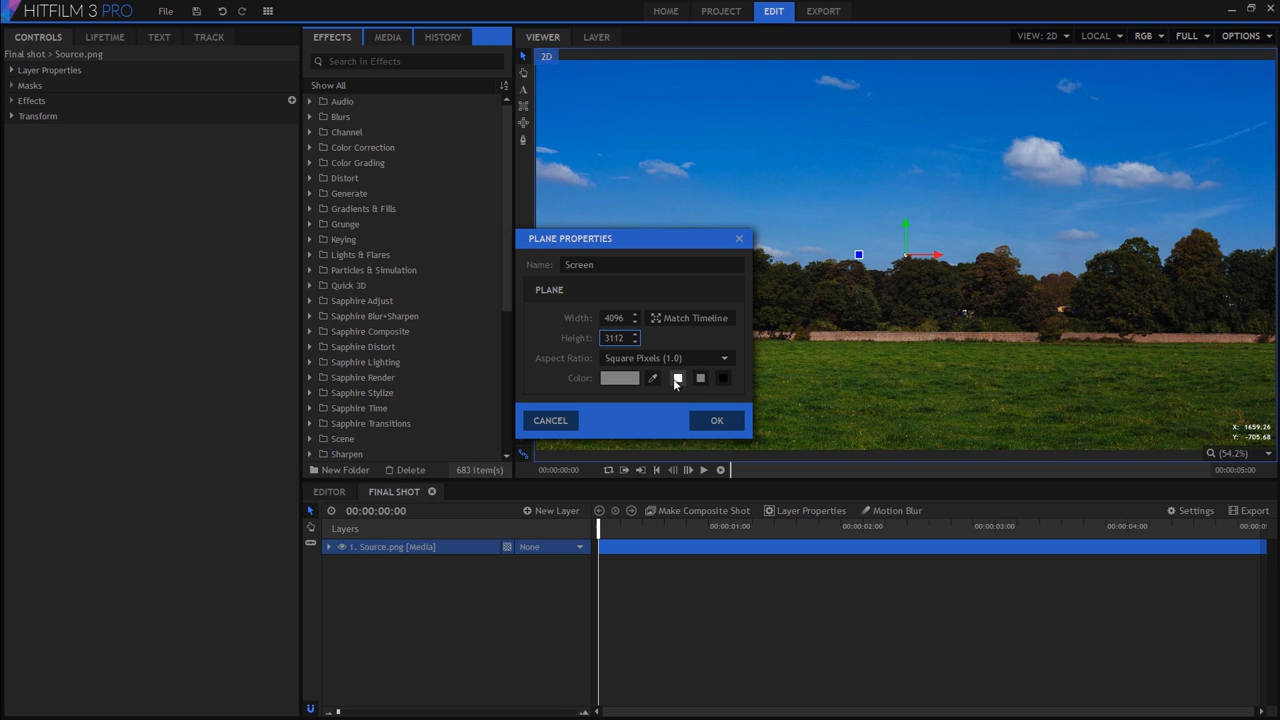 HITFILM 3 PRO
File
HOME
PROJECT
EDIT
EXPORT
CONTROLS
LIFETIME
TEXT
TRACK
Final shot > Source.png
Layer Properties
Masks
Effects
Transform
EFFECTS
MEDIA
HISTORY
Search in Effects
Show All
Audio
Blurs
Channel
Color Correction
Color Grading
Distort
Generate
Gradients & Fills
Grunge
Keying
Lights & Flares
Particles & Simulation
Quick 3D
Sapphire Adjust
Sapphire Blur+Sharpen
Sapphire Composite
Sapphire Distort
Sapphire Lighting
Sapphire Render
Sapphire Stylize
Sapphire Time
Sapphire Transitions
Scene
Sharpen
New Folder
Delete
683 item(s)
VIEWER
LAYER
VIEW: 2D
LOCAL
RGB
FULL
OPTIONS
2D
A
PLANE PROPERTIES
Name: Screen
PLANE
Width: 4096
Match Timeline
Height: 3112
Aspect Ratio: Square Pixels (1.0)
Color:
CANCEL
OK
X: 1659.26
Y: -705.68
(54.2%)
00:00:00:00
00:00:05:00
EDITOR
FINAL SHOT
00:00:00:00
New Layer
Make Composite Shot
Layer Properties
Motion Blur
Settings
Export
Layers
00:00:01:00
00:00:02:00
00:00:03:00
00:00:04:00
00:00:0
1. Source.png [Media]
None